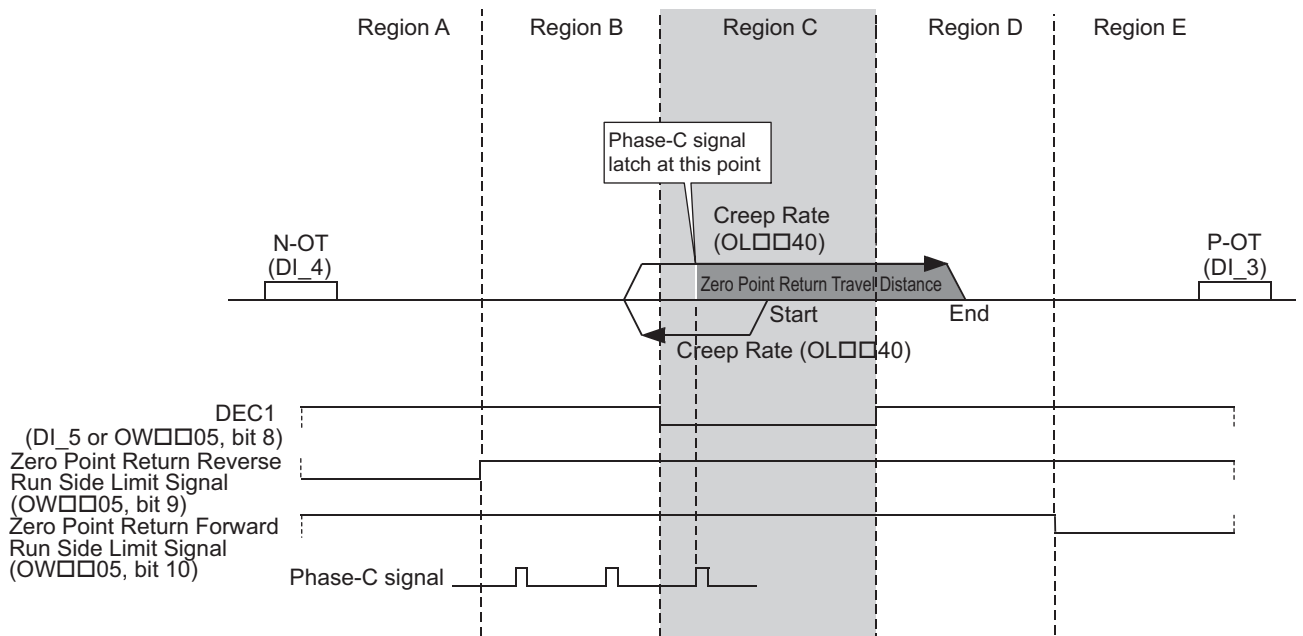 Region A
Region B
Region C
Region D
Region E
Phase-C signal
latch at this point
Creep Rate
(OL□□40)
N-OT
(DI_4)
P-OT
(DI_3)
Zero Point Return Travel Distance
Start
End
Creep Rate (OL□□40)
DEC1
(DI_5 or OW□□05, bit 8)
Zero Point Return Reverse
Run Side Limit Signal
(OW□□05, bit 9)
Zero Point Return Forward
Run Side Limit Signal
(OW□□05, bit 10)
Phase-C signal